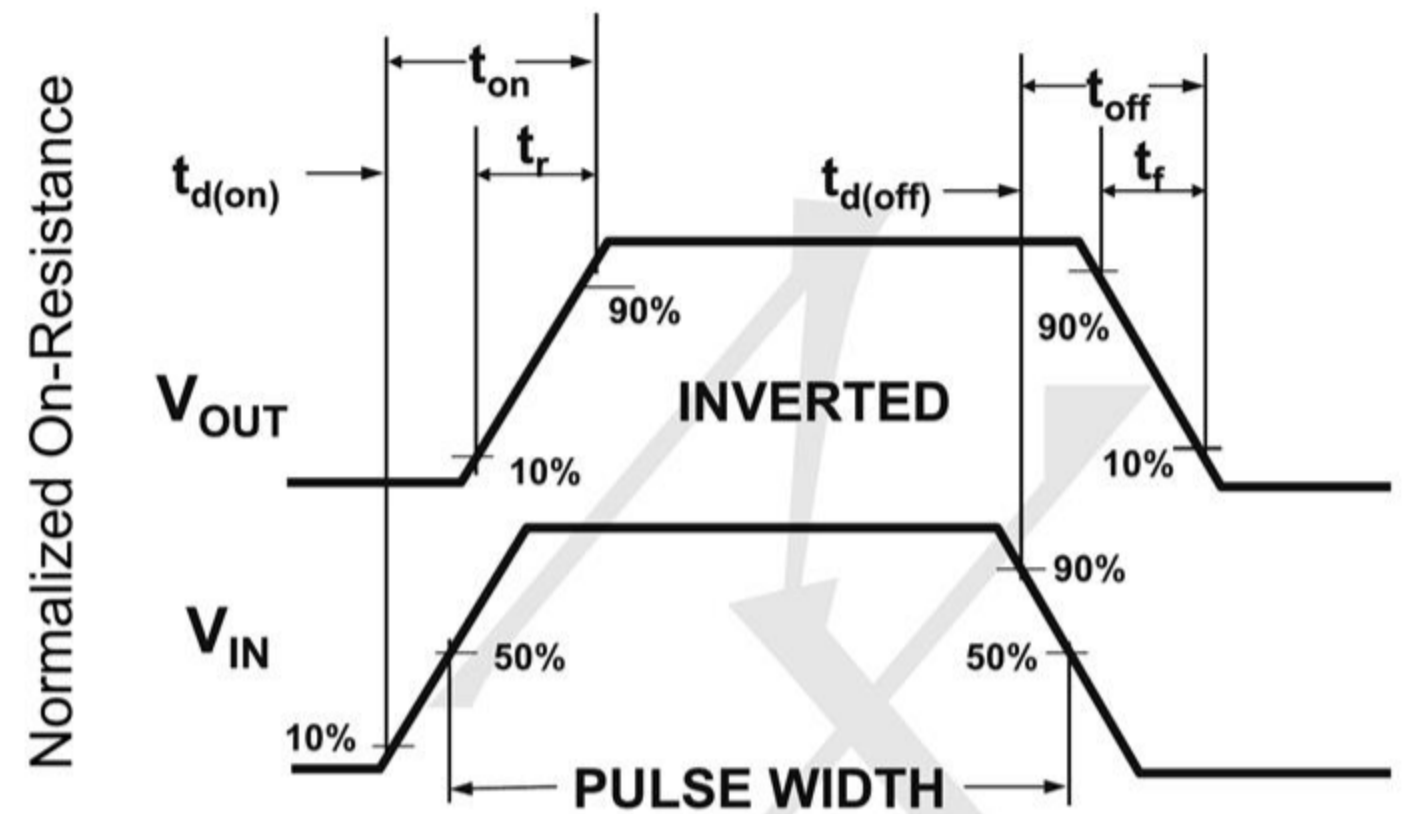 Normalized On-Resistance
ton
toff
td(on)
tr
td(off)
tf
90%
90%
VOUT
INVERTED
10%
10%
90%
VIN
50%
50%
10%
PULSE WIDTH